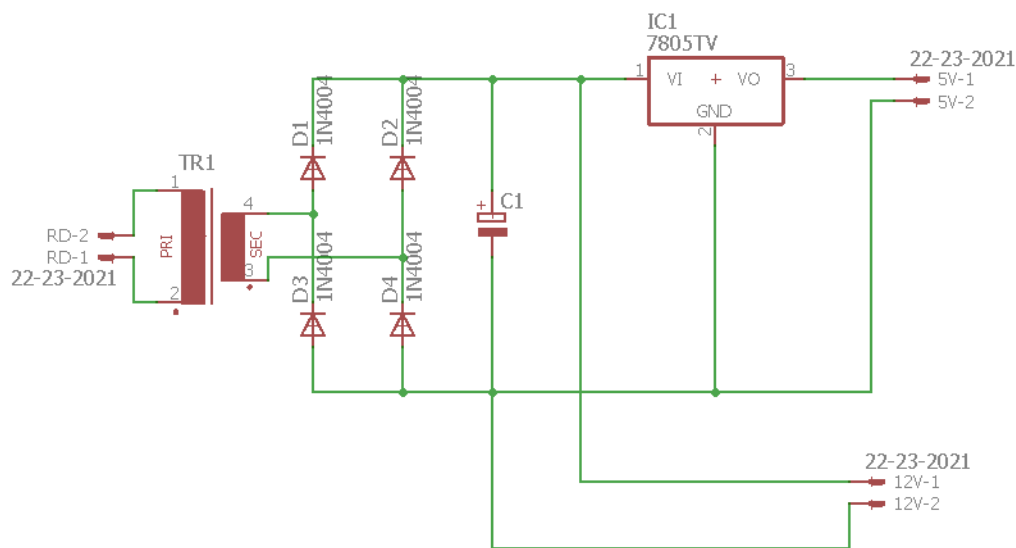 IC1
7805TV
1
VI
+
VO
3
GND
2
22-23-2021
5V-1
5V-2
D1
1N4004
D2
1N4004
TR1
1
PRI
2
4
SEC
3
RD-2
RD-1
22-23-2021
+
C1
D3
1N4004
D4
1N4004
22-23-2021
12V-1
12V-2